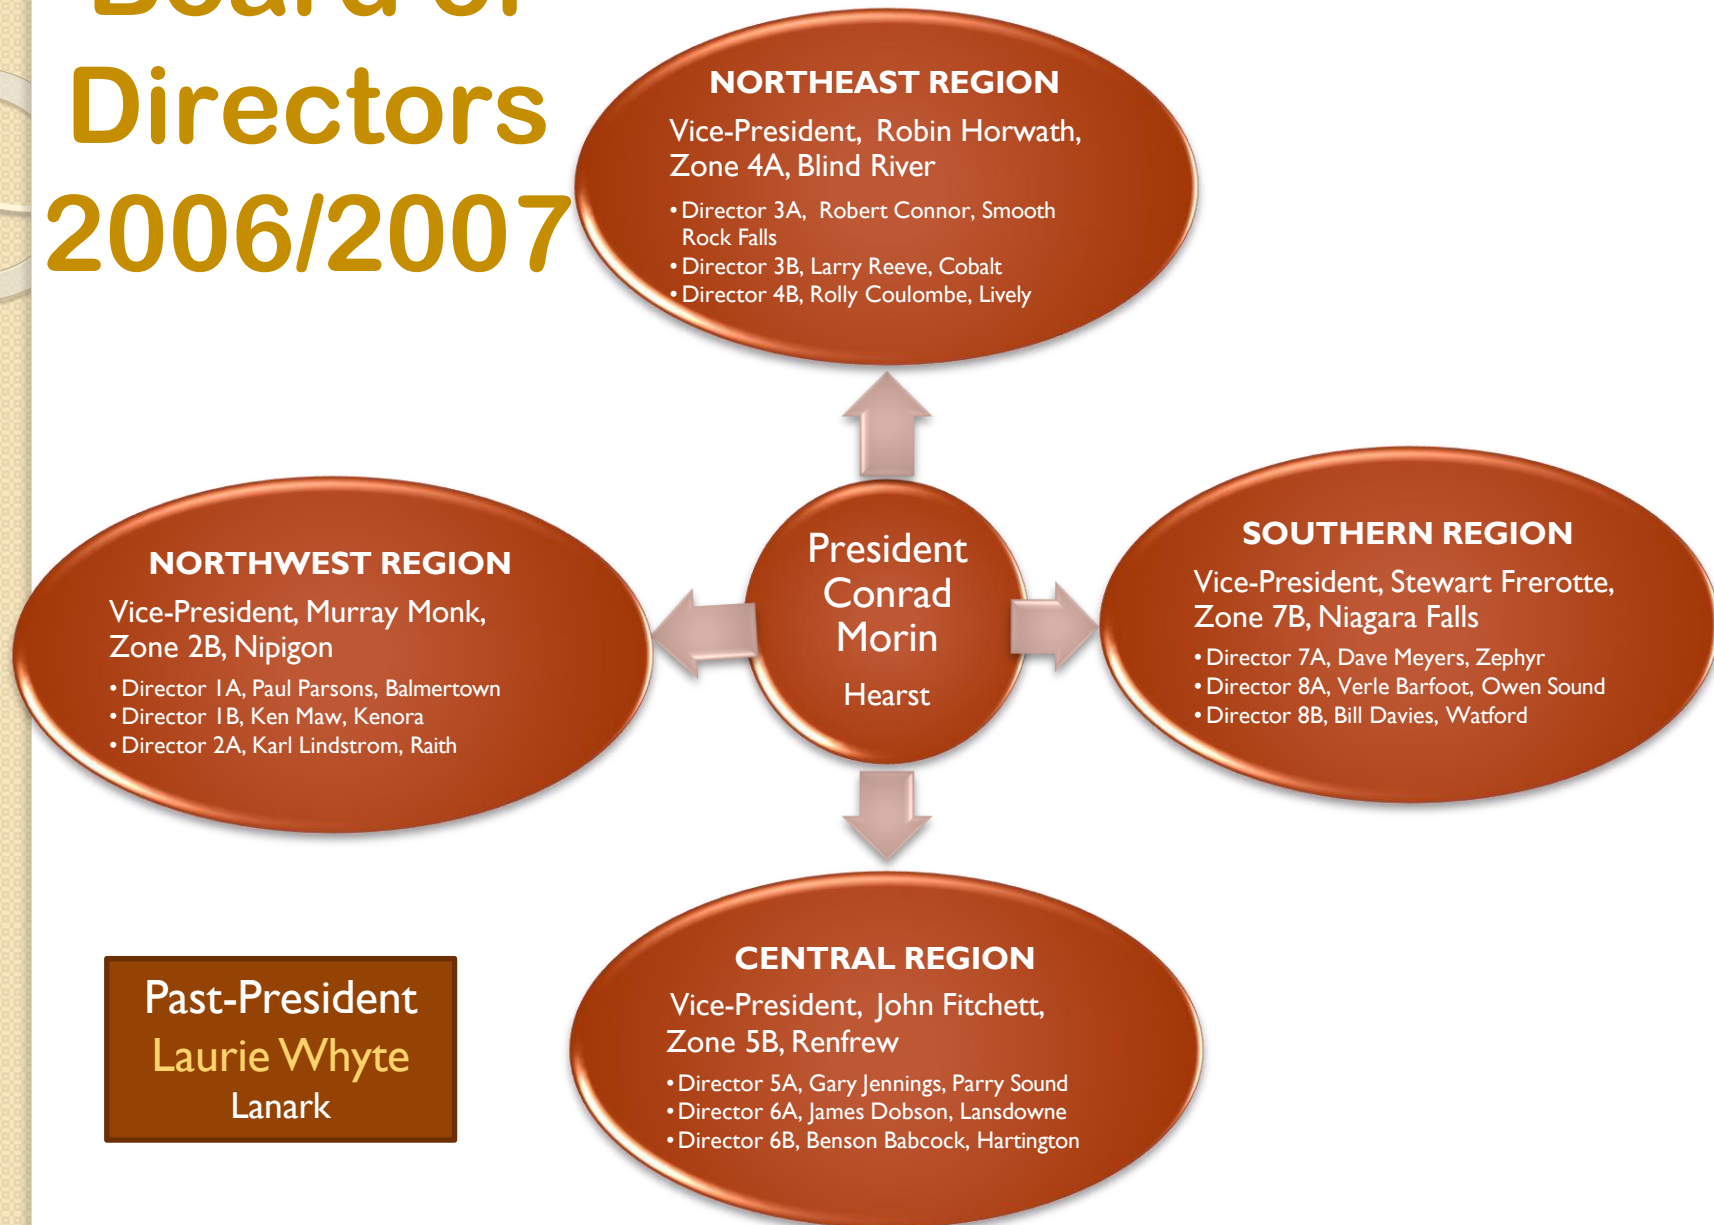 Board of
Directors
2006/2007
NORTHEAST REGION
Vice-President, Robin Horwath,
Zone 4A, Blind River
• Director 3A, Robert Connor, Smooth
Rock Falls
• Director 3B, Larry Reeve, Cobalt
• Director 4B, Rolly Coulombe, Lively
NORTHWEST REGION
Vice-President, Murray Monk,
Zone 2B, Nipigon
• Director 1A, Paul Parsons, Balmertown
• Director 1B, Ken Maw, Kenora
• Director 2A, Karl Lindstrom, Raith
President
Conrad
Morin
Hearst
SOUTHERN REGION
Vice-President, Stewart Frerotte,
Zone 7B, Niagara Falls
• Director 7A, Dave Meyers, Zephyr
• Director 8A, Verle Barfoot, Owen Sound
• Director 8B, Bill Davies, Watford
CENTRAL REGION
Vice-President, John Fitchett,
Zone 5B, Renfrew
• Director 5A, Gary Jennings, Parry Sound
• Director 6A, James Dobson, Lansdowne
• Director 6B, Benson Babcock, Hartington
Past-President
Laurie Whyte
Lanark